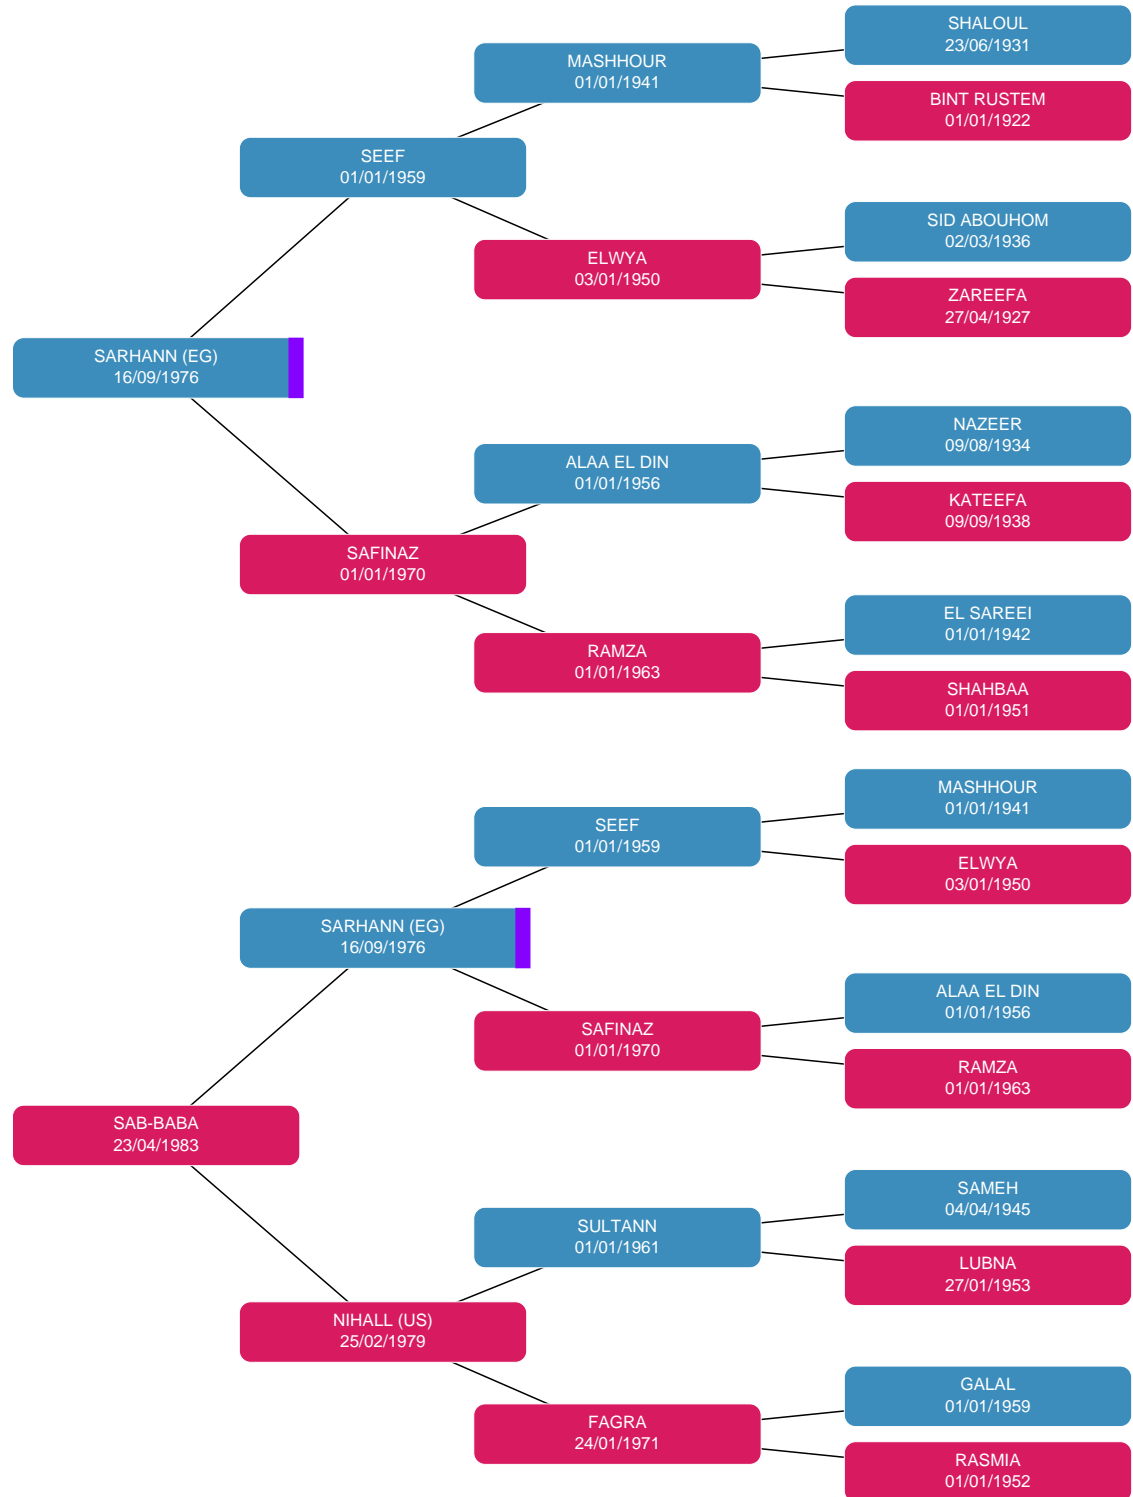 SHALOUL
23/06/1931
MASHHOUR
01/01/1941
BINT RUSTEM
01/01/1922
SEEF
01/01/1959
SID ABOUHOM
02/03/1936
ELWYA
03/01/1950
ZAREEFA
27/04/1927
SARHANN (EG)
16/09/1976
NAZEER
09/08/1934
ALAA EL DIN
01/01/1956
KATEEFA
09/09/1938
SAFINAZ
01/01/1970
EL SAREEI
01/01/1942
RAMZA
01/01/1963
SHAHBAA
01/01/1951
MASHHOUR
01/01/1941
SEEF
01/01/1959
ELWYA
03/01/1950
SARHANN (EG)
16/09/1976
ALAA EL DIN
01/01/1956
SAFINAZ
01/01/1970
RAMZA
01/01/1963
SAB-BABA
23/04/1983
SAMEH
04/04/1945
SULTANN
01/01/1961
LUBNA
27/01/1953
NIHALL (US)
25/02/1979
GALAL
01/01/1959
FAGRA
24/01/1971
RASMIA
01/01/1952